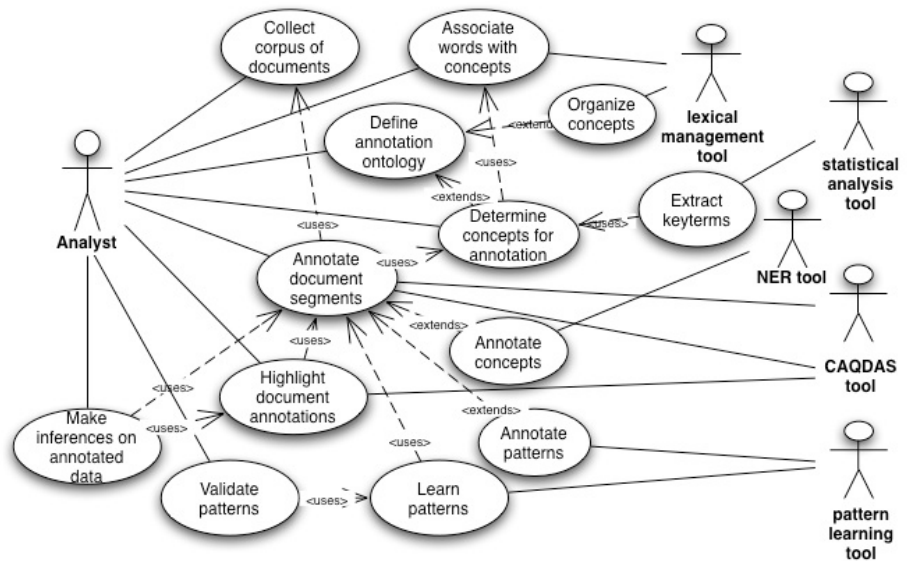 Collect
corpus of
documents
Associate
words with
concepts
lexical
management
tool
Organize
concepts
<extends>
Define
annotation
ontology
statistical
analysis
tool
<uses>
<extends>
Extract
keyterms
<uses>
Determine
concepts for
annotation
Analyst
<uses>
NER tool
Annotate
document
segments
<uses>
<extends>
Annotate
concepts
CAQDAS
tool
<uses>
Highlight
document
annotations
Make
inferences on
annotated
data
<uses>
<extends>
Annotate
patterns
<uses>
Validate
patterns
<uses>
Learn
patterns
pattern
learning
tool